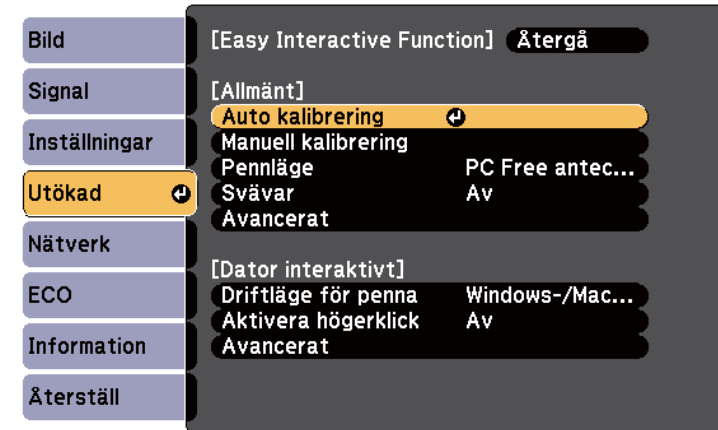 Bild
Signal
Inställningar
Utökad
Nätverk
ECO
Information
Återställ
[Easy Interactive Function] Återgå
[Allmänt]
Auto kalibrering
Manuell kalibrering
Pennläge PC Free antec...
Svävar Av
Avancerat
[Dator interaktivt]
Driftläge för penna Windows-/Mac...
Aktivera högerklick Av
Avancerat